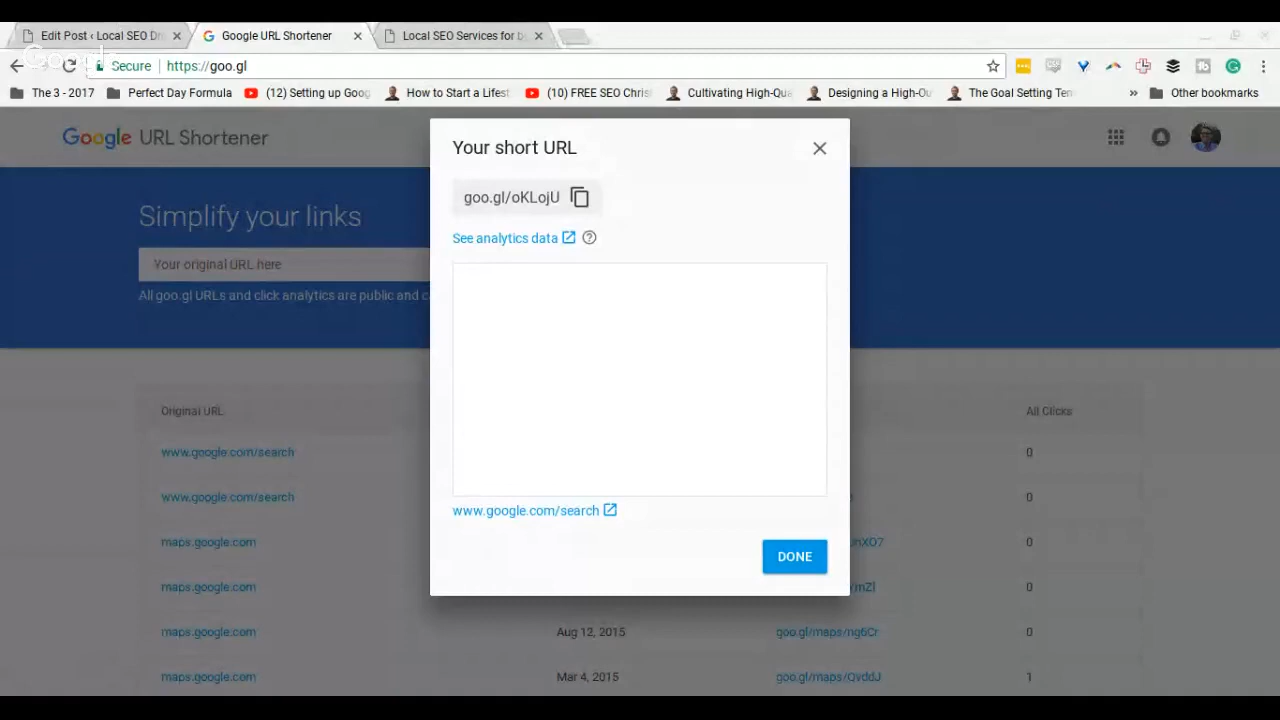 Edit Post ‹ Local SEO Dr
Google URL Shortener
Local SEO Services for b
Google
Secure
https://goo.gl
The 3 - 2017
Perfect Day Formula
(12) Setting up Goog
How to Start a Lifest
(10) FREE SEO Chris
Cultivating High-Qua
Designing a High-Ou
The Goal Setting Tem
»
Other bookmarks
Google URL Shortener
Your short URL
goo.gl/oKLojU
See analytics data
Simplify your links
Your original URL here
All goo.gl URLs and click analytics are public and c
www.google.com/search
DONE
Original URL
All Clicks
www.google.com/search
0
www.google.com/search
0
maps.google.com
JnXO7
0
maps.google.com
/mZl
0
maps.google.com
Aug 12, 2015
goo.gl/maps/ng6Cr
0
maps.google.com
Mar 4, 2015
goo.gl/maps/QvddJ
1